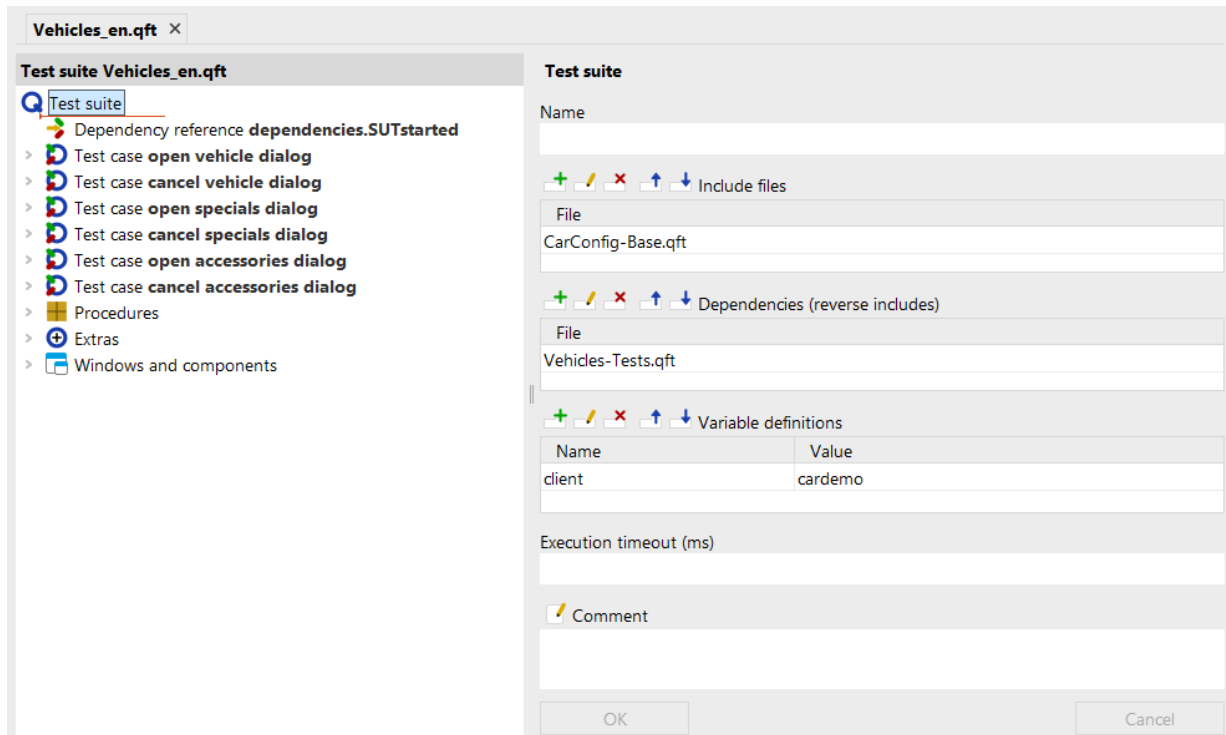 Vehicles_en.qft ×
Test suite Vehicles_en.qft
Test suite
Dependency reference dependencies.SUTstarted
Test case open vehicle dialog
Test case cancel vehicle dialog
Test case open specials dialog
Test case cancel specials dialog
Test case open accessories dialog
Test case cancel accessories dialog
Procedures
Extras
Windows and components
Test suite
Name
Include files
File
CarConfig-Base.qft
Dependencies (reverse includes)
File
Vehicles-Tests.qft
Variable definitions
Name Value
client cardemo
Execution timeout (ms)
Comment
OK Cancel